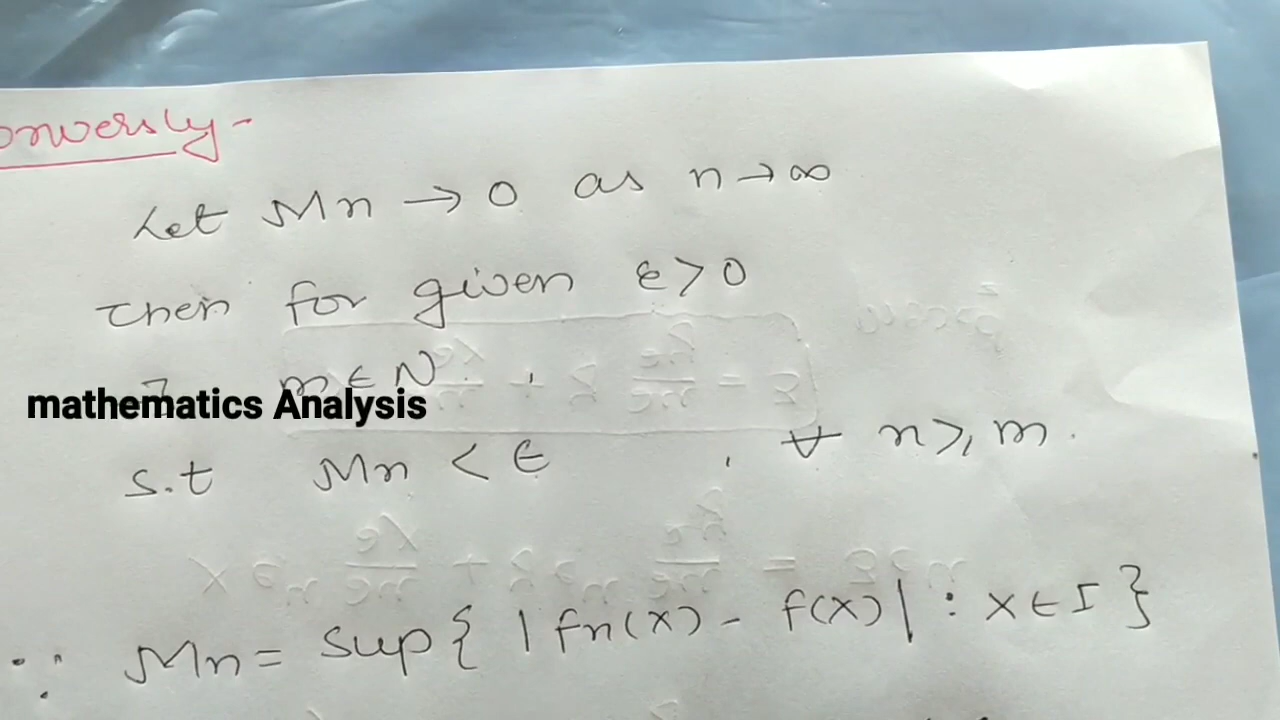 onversly-
Let Mn → 0 as n → ∞
then for given ε > 0
∃ m ∈ N ,
mathematics Analysis
s.t Mn < ϵ , ∀ n ≥, m .
∵ Mn = sup { | fn(x) - f(x) | : x ∈ I }